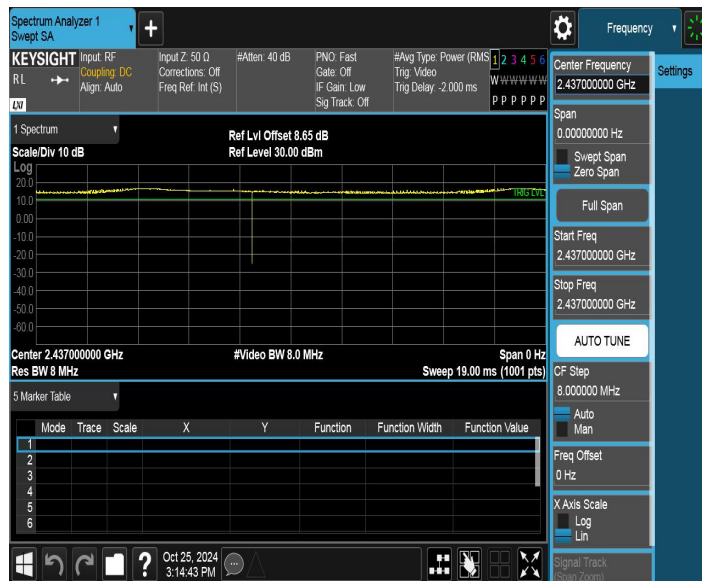 Spectrum Analyzer 1
Swept SA
+
Frequency
KEYSIGHT
RL
LXI
Input: RF
Coupling: DC
Align: Auto
Input Z: 50 Ω
Corrections: Off
Freq Ref: Int (S)
#Atten: 40 dB
PNO: Fast
Gate: Off
IF Gain: Low
Sig Track: Off
#Avg Type: Power (RMS
Trig: Video
Trig Delay: -2.000 ms
1 2 3 4 5 6
W W W W W W
P P P P P P
Center Frequency
2.437000000 GHz
Settings
Span
0.00000000 Hz
Swept Span
Zero Span
Full Span
Start Freq
2.437000000 GHz
Stop Freq
2.437000000 GHz
AUTO TUNE
CF Step
8.000000 MHz
Auto
Man
Freq Offset
0 Hz
X Axis Scale
Log
Lin
Signal Track
(Span Zoom)
1 Spectrum
Scale/Div 10 dB
Ref Lvl Offset 8.65 dB
Ref Level 30.00 dBm
Log
20.0
TRIG LVL
10.0
0.00
-10.0
-20.0
-30.0
-40.0
-50.0
-60.0
Center 2.437000000 GHz
#Video BW 8.0 MHz
Span 0 Hz
Res BW 8 MHz
Sweep 19.00 ms (1001 pts)
5 Marker Table
Mode Trace Scale X Y Function Function Width Function Value
1
2
3
4
5
6
?
Oct 25, 2024
3:14:43 PM